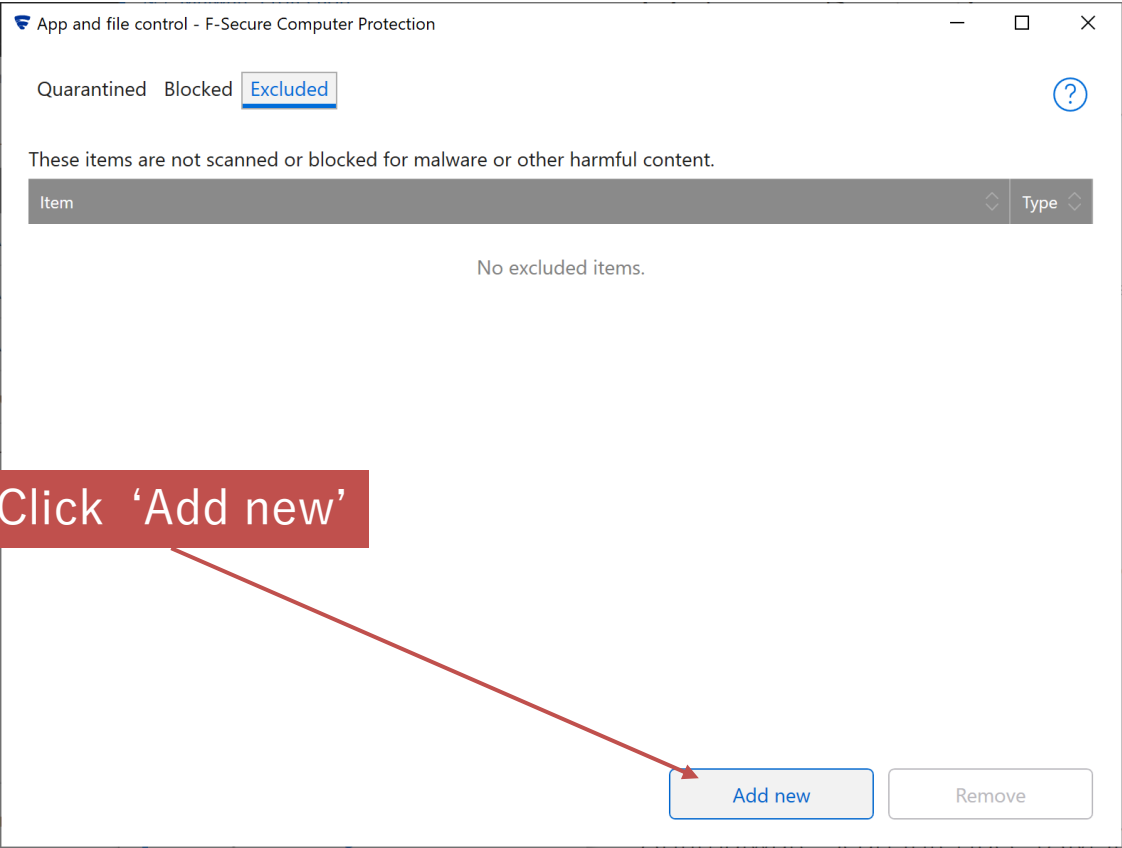 App and file control - F-Secure Computer Protection
Quarantined Blocked Excluded
?
These items are not scanned or blocked for malware or other harmful content.
Item Type
No excluded items.
Click ‘Add new’
Add new Remove